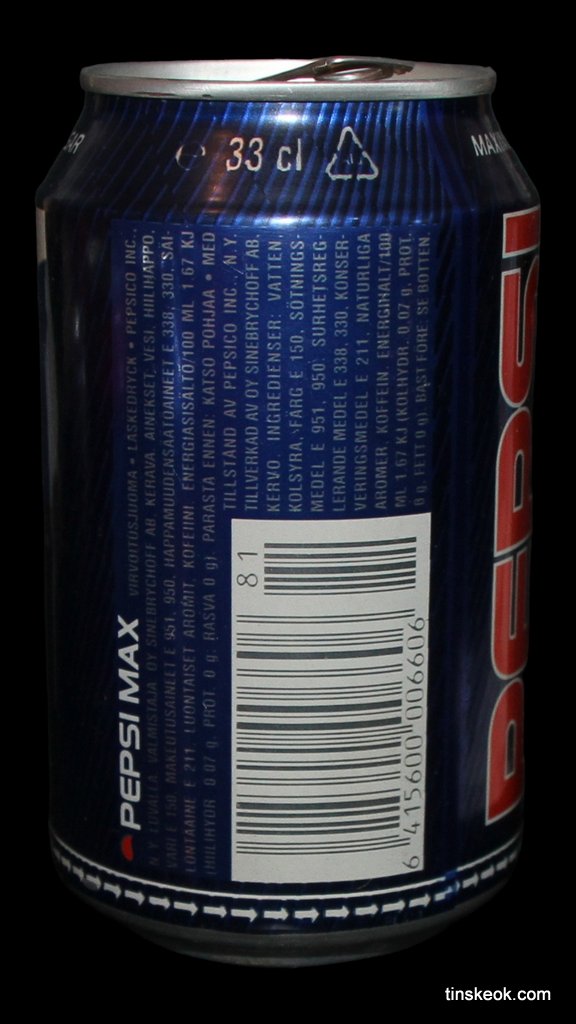 33 cl
PEPSI
PEPSI MAX VIRVOITUSJUOMA • LÄSKEDRYCK • PEPSICO INC.,
N.Y. LUVALLA. VALMISTAJA OY SINEBRYCHOFF AB, KERAVA. AINEKSET: VESI, HIILIHAPPO,
VÄRI E 150, MAKEUTUSAINEET E 951, 950, HAPPAMUUDENSÄÄTÖAINEET E 338, 330, SÄI-
LÖNTÄAINE E 211, LUONTAISET AROMIT, KOFEIINI. ENERGIASISÄLTÖ/100 ML 1.67 KJ
(HIILIHYDR. 0,07 g, PROT. 0 g, RASVA 0 g). PARASTA ENNEN: KATSO POHJAA • MED
TILLSTÅND AV PEPSICO INC., N.Y.
TILLVERKAD AV OY SINEBRYCHOFF AB,
KERVO. INGREDIENSER: VATTEN,
KOLSYRA, FÄRG E 150, SÖTNINGS-
MEDEL E 951, 950, SURHETSREG-
LERANDE MEDEL E 338, 330, KONSER-
VERINGSMEDEL E 211, NATURLIGA
AROMER, KOFFEIN. ENERGIHALT/100
ML 1.67 KJ (KOLHYDR. 0,07 g, PROT.
0 g, FETT 0 g). BÄST FÖRE: SE BOTTEN.
81
6 415600 006606
tinskeok.com